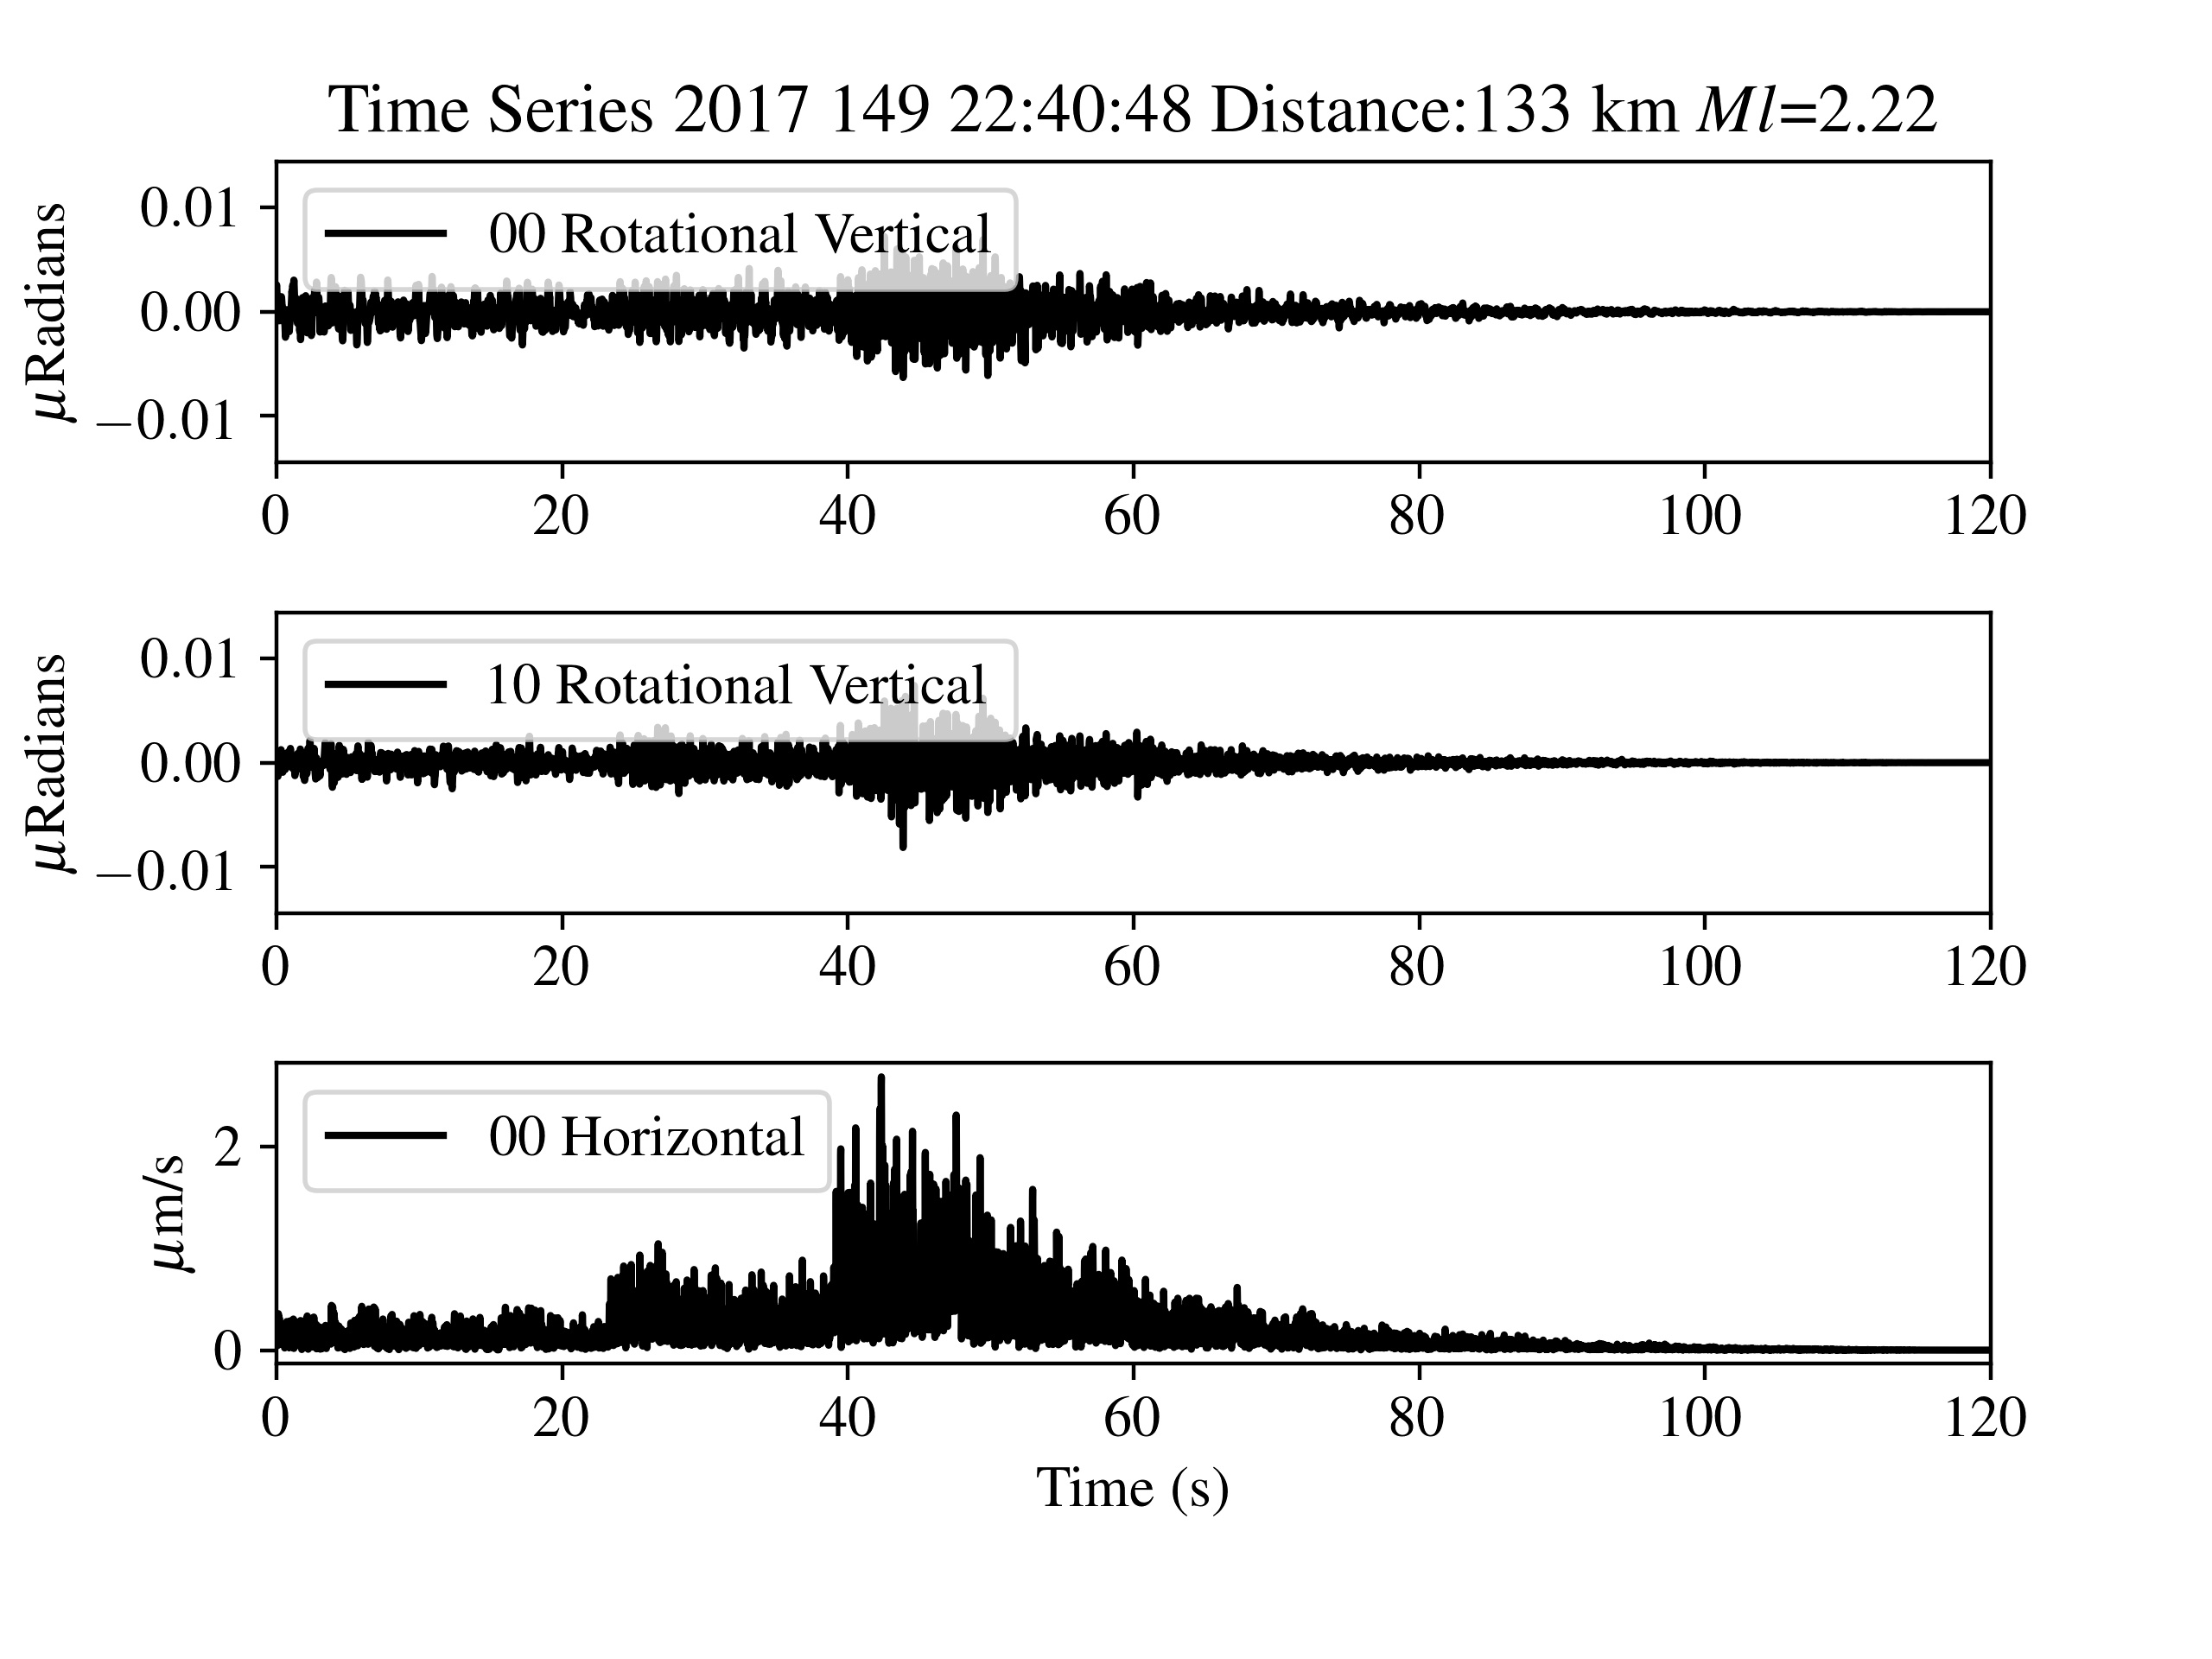 Time Series 2017 149 22:40:48 Distance:133 km Ml=2.22
µRadians
0.01
0.00
−0.01
00 Rotational Vertical
0 20 40 60 80 100 120
µRadians
0.01
0.00
−0.01
10 Rotational Vertical
0 20 40 60 80 100 120
µm/s
2
0
00 Horizontal
0 20 40 60 80 100 120
Time (s)